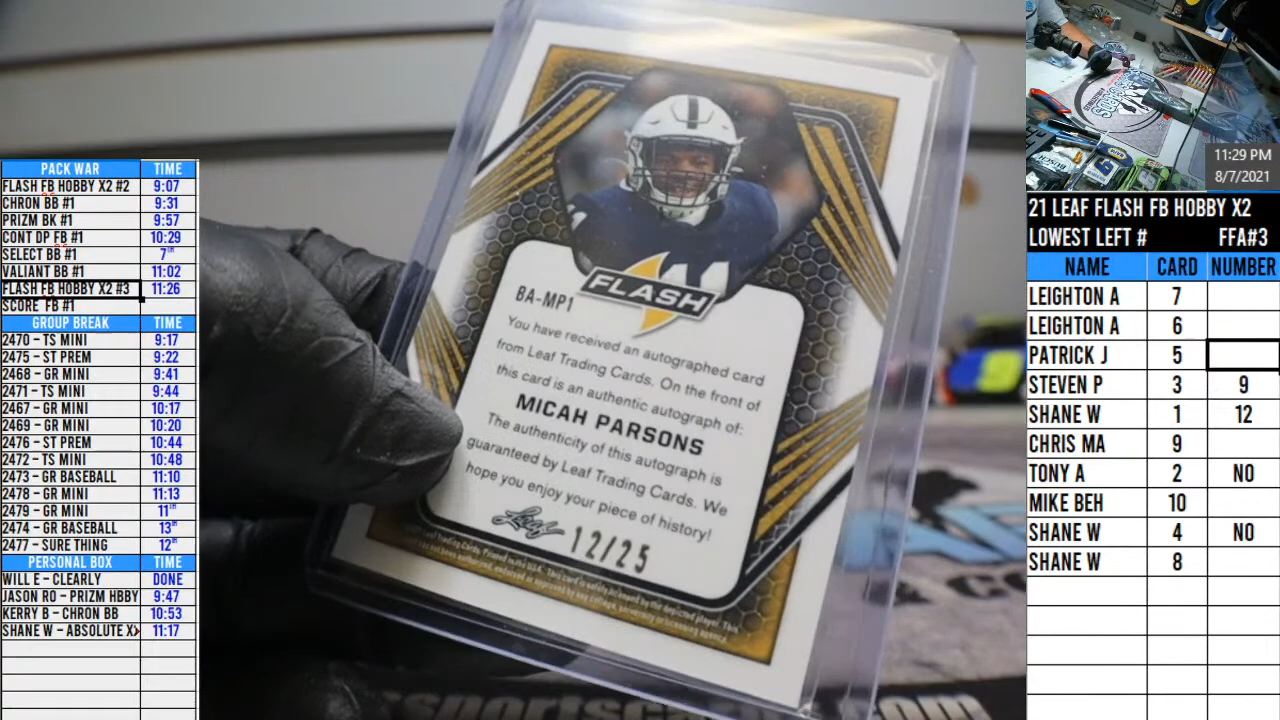 PACK WAR TIME
FLASH FB HOBBY X2 #2 9:07
CHRON BB #1 9:31
PRIZM BK #1 9:57
CONT DP FB #1 10:29
SELECT BB #1 7TH
VALIANT BB #1 11:02
FLASH FB HOBBY X2 #3 11:26
SCORE FB #1
GROUP BREAK TIME
2470 – TS MINI 9:17
2475 – ST PREM 9:22
2468 – GR MINI 9:41
2471 – TS MINI 9:44
2467 – GR MINI 10:17
2469 – GR MINI 10:20
2476 – ST PREM 10:44
2472 – TS MINI 10:48
2473 – GR BASEBALL 11:10
2478 – GR MINI 11:13
2479 – GR MINI 11TH
2474 – GR BASEBALL 13TH
2477 – SURE THING 12TH
PERSONAL BOX TIME
WILL E – CLEARLY DONE
JASON RO – PRIZM HBBY 9:47
KERRY B – CHRON BB 10:53
SHANE W – ABSOLUTE X 11:17
11
FLASH
BA-MP1
You have received an autographed card
from Leaf Trading Cards. On the front of
this card is an authentic autograph of:
MICAH PARSONS
The authenticity of this autograph is
guaranteed by Leaf Trading Cards. We
hope you enjoy your piece of history!
Leaf 12/25
sportscards.com
11:29 PM
8/7/2021
21 LEAF FLASH FB HOBBY X2
LOWEST LEFT # FFA#3
NAME CARD NUMBER
LEIGHTON A 7
LEIGHTON A 6
PATRICK J 5
STEVEN P 3 9
SHANE W 1 12
CHRIS MA 9
TONY A 2 NO
MIKE BEH 10
SHANE W 4 NO
SHANE W 8